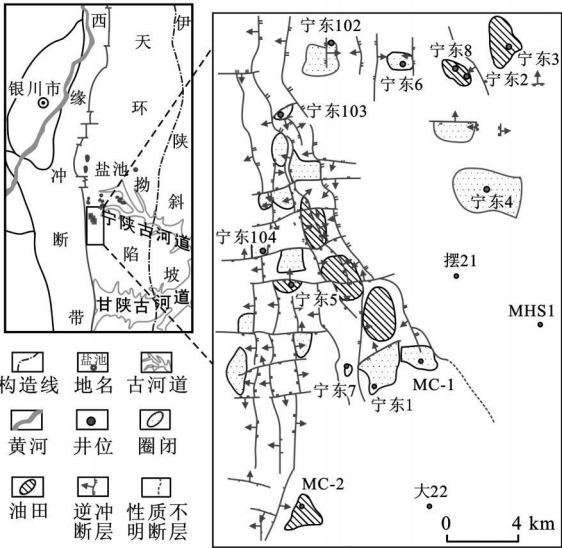 西
缘
冲
断
带
天
环
坳
陷
伊
陕
斜
坡
银川市
盐池
宁陕古河道
甘陕古河道
宁东102
宁东6
宁东8
宁东2
宁东3
宁东103
宁东4
宁东104
宁东5
摆21
MHS1
宁东7
宁东1
MC-1
MC-2
大22
0 4 km
盐池
构造线 地名 古河道
黄河 井位 圈闭
油田 逆冲断层 性质不明断层